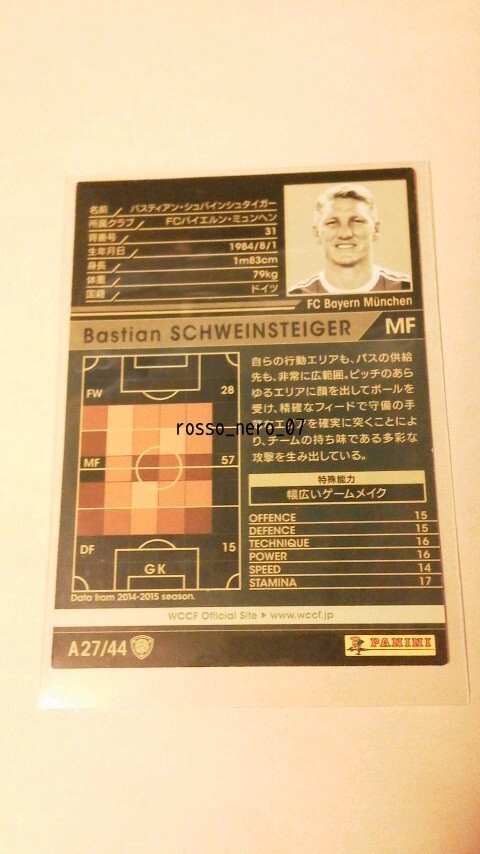 名前 バスティアン・シュバインシュタイガー
所属クラブ FCバイエルン・ミュンヘン
背番号 31
生年月日 1984/8/1
身長 1m83cm
体重 79kg
国籍 ドイツ
FC Bayern München
Bastian SCHWEINSTEIGER MF
自らの行動エリアも、パスの供給
先も、非常に広範囲。ピッチのあら
ゆるエリアに顔を出してボールを
受け、精確なフィードで守備の手
を確実に突くことによ
り、チームの持ち味である多彩な
攻撃を生み出している。
特殊能力
幅広いゲームメイク
FW 28
MF 57
DF 15
GK
Data from 2014-2015 season.
OFFENCE 15
DEFENCE 15
TECHNIQUE 16
POWER 16
SPEED 14
STAMINA 17
WCCF Official Site ▶ www.wccf.jp
A27/44
PANINI
rosso_nero_07